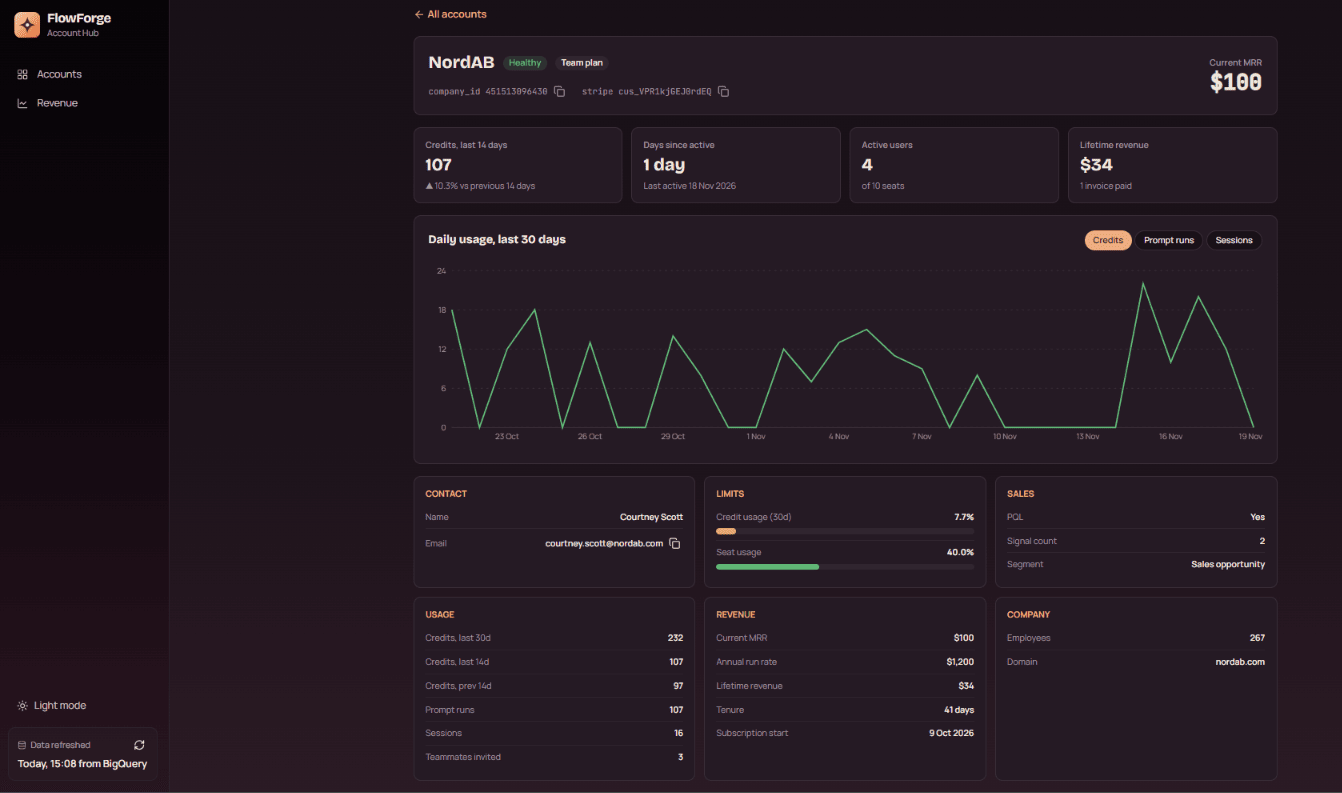 FlowForge
Account Hub
Accounts
Revenue
Light mode
Data refreshed
Today, 15:08 from BigQuery
← All accounts
NordAB Healthy Team plan
company_id 451513096430 stripe cus_VPR1kjGEJ0rdEQ
Current MRR
$100
Credits, last 14 days
107
▲ 10.3% vs previous 14 days
Days since active
1 day
Last active 18 Nov 2026
Active users
4
of 10 seats
Lifetime revenue
$34
1 invoice paid
Daily usage, last 30 days
Credits Prompt runs Sessions
24
18
12
6
0
23 Oct 26 Oct 29 Oct 1 Nov 4 Nov 7 Nov 10 Nov 13 Nov 16 Nov 19 Nov
CONTACT
Name Courtney Scott
Email courtney.scott@nordab.com
LIMITS
Credit usage (30d) 7.7%
Seat usage 40.0%
SALES
PQL Yes
Signal count 2
Segment Sales opportunity
USAGE
Credits, last 30d 232
Credits, last 14d 107
Credits, prev 14d 97
Prompt runs 107
Sessions 16
Teammates invited 3
REVENUE
Current MRR $100
Annual run rate $1,200
Lifetime revenue $34
Tenure 41 days
Subscription start 9 Oct 2026
COMPANY
Employees 267
Domain nordab.com